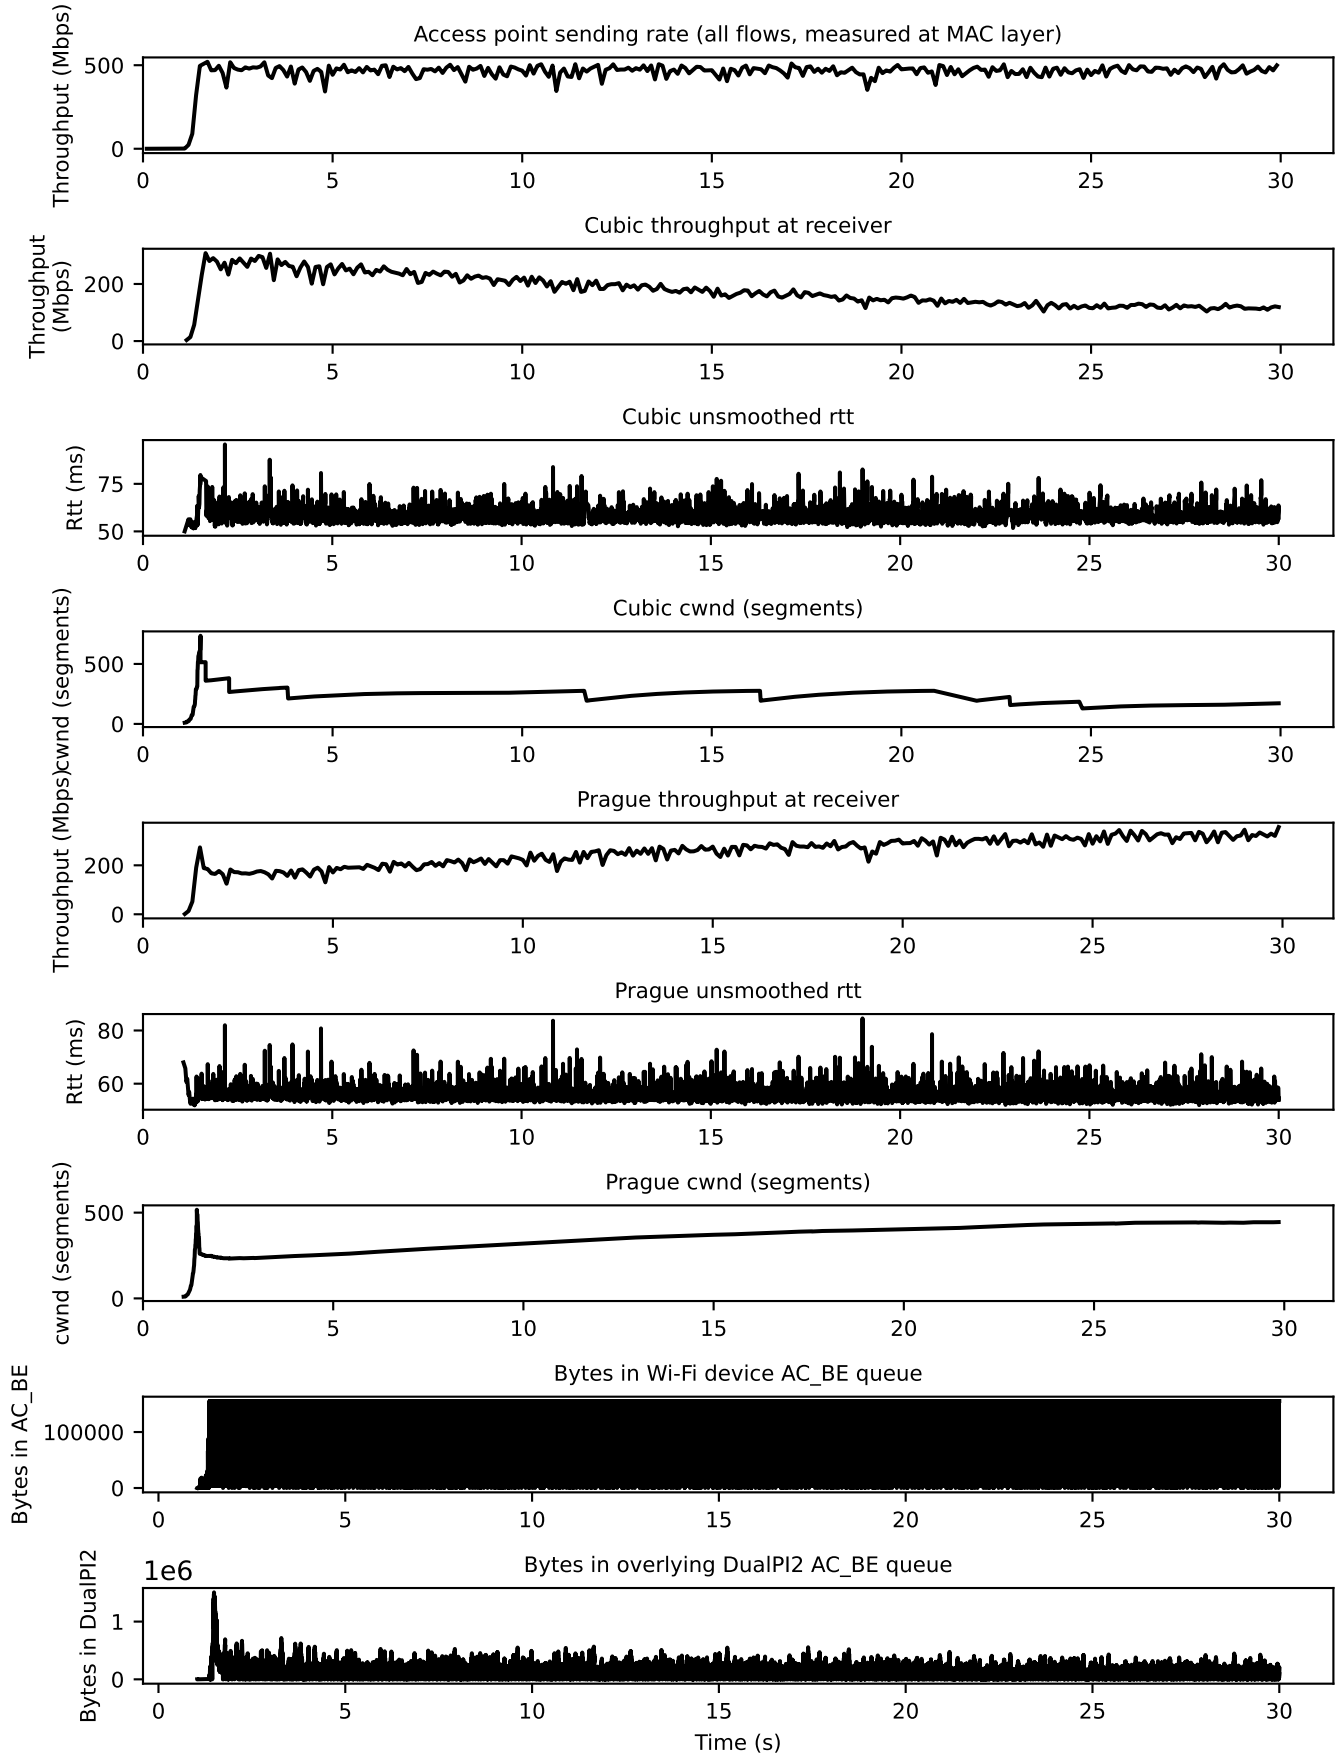 Access point sending rate (all flows, measured at MAC layer)
Throughput (Mbps)
500
0
0 5 10 15 20 25 30
Cubic throughput at receiver
Throughput
(Mbps)
200
0
0 5 10 15 20 25 30
Cubic unsmoothed rtt
Rtt (ms)
75
50
0 5 10 15 20 25 30
Cubic cwnd (segments)
cwnd (segments)
500
0
0 5 10 15 20 25 30
Prague throughput at receiver
Throughput (Mbps)
200
0
0 5 10 15 20 25 30
Prague unsmoothed rtt
Rtt (ms)
80
60
0 5 10 15 20 25 30
Prague cwnd (segments)
cwnd (segments)
500
0
0 5 10 15 20 25 30
Bytes in Wi-Fi device AC_BE queue
Bytes in AC_BE
100000
0
0 5 10 15 20 25 30
Bytes in overlying DualPI2 AC_BE queue
Bytes in DualPI2
1e6
1
0
0 5 10 15 20 25 30
Time (s)